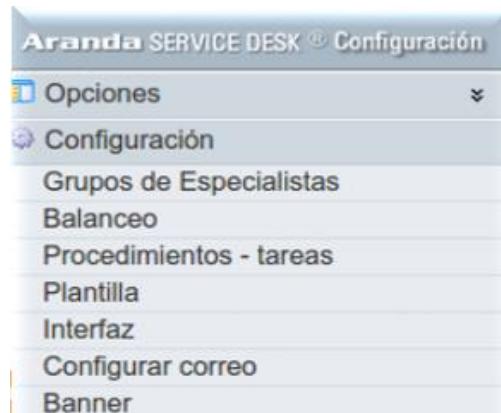 Aranda SERVICE DESK ® Configuración
Opciones
Configuración
Grupos de Especialistas
Balanceo
Procedimientos - tareas
Plantilla
Interfaz
Configurar correo
Banner